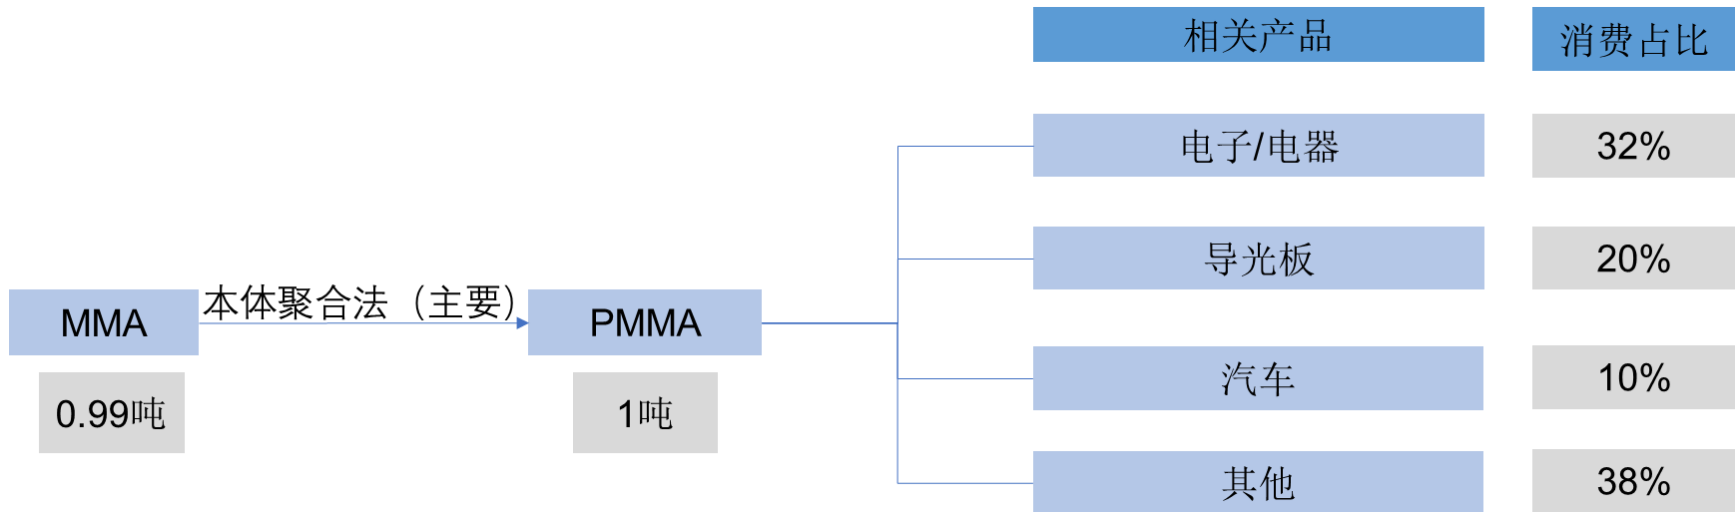 相关产品
消费占比
电子/电器
32%
导光板
20%
MMA
本体聚合法（主要）
PMMA
0.99吨
1吨
汽车
10%
其他
38%